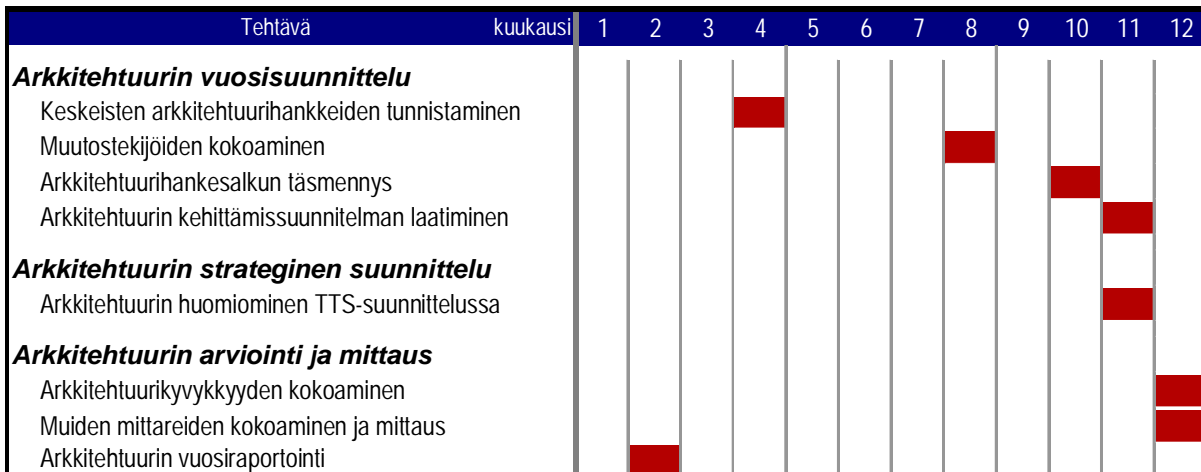 Tehtävä kuukausi 1 2 3 4 5 6 7 8 9 10 11 12
Arkkitehtuurin vuosisuunnittelu
Keskeisten arkkitehtuurihankkeiden tunnistaminen
Muutostekijöiden kokoaminen
Arkkitehtuurihankesalkun täsmennys
Arkkitehtuurin kehittämissuunnitelman laatiminen
Arkkitehtuurin strateginen suunnittelu
Arkkitehtuurin huomiominen TTS-suunnittelussa
Arkkitehtuurin arviointi ja mittaus
Arkkitehtuurikyvykkyyden kokoaminen
Muiden mittareiden kokoaminen ja mittaus
Arkkitehtuurin vuosiraportointi